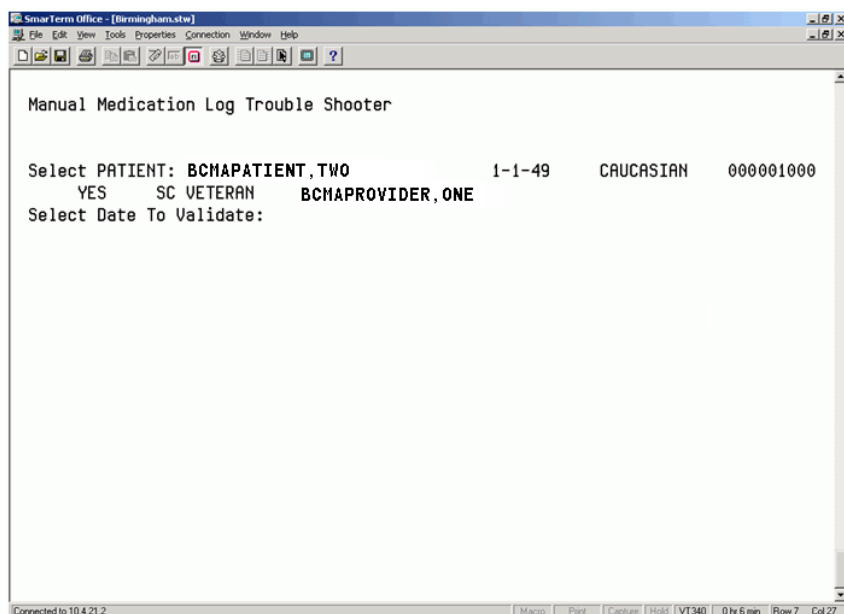 SmarTerm Office - [Birmingham.stw]
File Edit View Tools Properties Connection Window Help
Manual Medication Log Trouble Shooter
Select PATIENT: BCMAPATIENT,TWO 1-1-49 CAUCASIAN 000001000
YES SC VETERAN BCMAPROVIDER,ONE
Select Date To Validate:
Connected to 10.4.21.2 Macro Print Capture Hold VT340 0 hr 6 min Row 7 Col 27